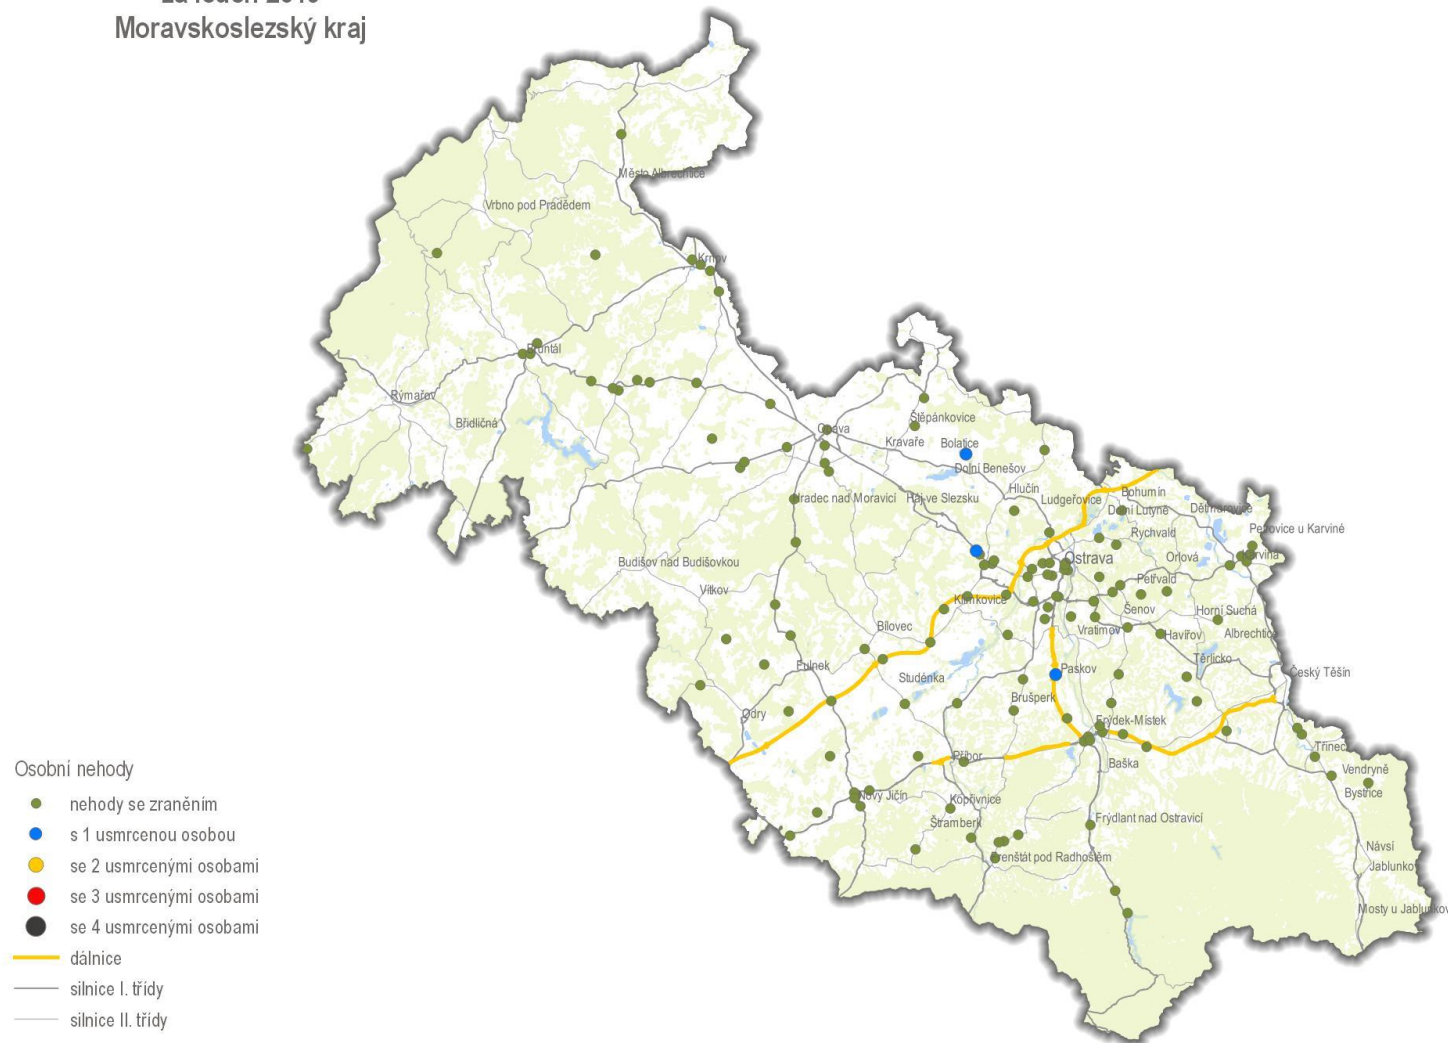 Moravskoslezský kraj
Město Albrechtice
Vrbno pod Pradědem
Krnov
Bruntál
Rýmařov
Břidličná
Opava
Štěpánkovice
Kravaře
Bolatice
Dolní Benešov
Hlučín
Ludgeřovice
Bohumín
Dolní Lutyně
Dětmarovice
Hradec nad Moravicí
Háj ve Slezsku
Rychvald
Petrovice u Karviné
Karviná
Orlová
Ostrava
Petřvald
Budišov nad Budišovkou
Vítkov
Klimkovice
Šenov
Horní Suchá
Bílovec
Vratimov
Havířov
Albrechtice
Těrlicko
Fulnek
Studénka
Paskov
Český Těšín
Brušperk
Odry
Frýdek-Místek
Třinec
Příbor
Baška
Vendryně
Bystřice
Nový Jičín
Kopřivnice
Štramberk
Frýdlant nad Ostravicí
Návsí
Frenštát pod Radhoštěm
Jablunkov
Mosty u Jablunkov
Osobní nehody
nehody se zraněním
s 1 usmrcenou osobou
se 2 usmrcenými osobami
se 3 usmrcenými osobami
se 4 usmrcenými osobami
dálnice
silnice I. třídy
silnice II. třídy